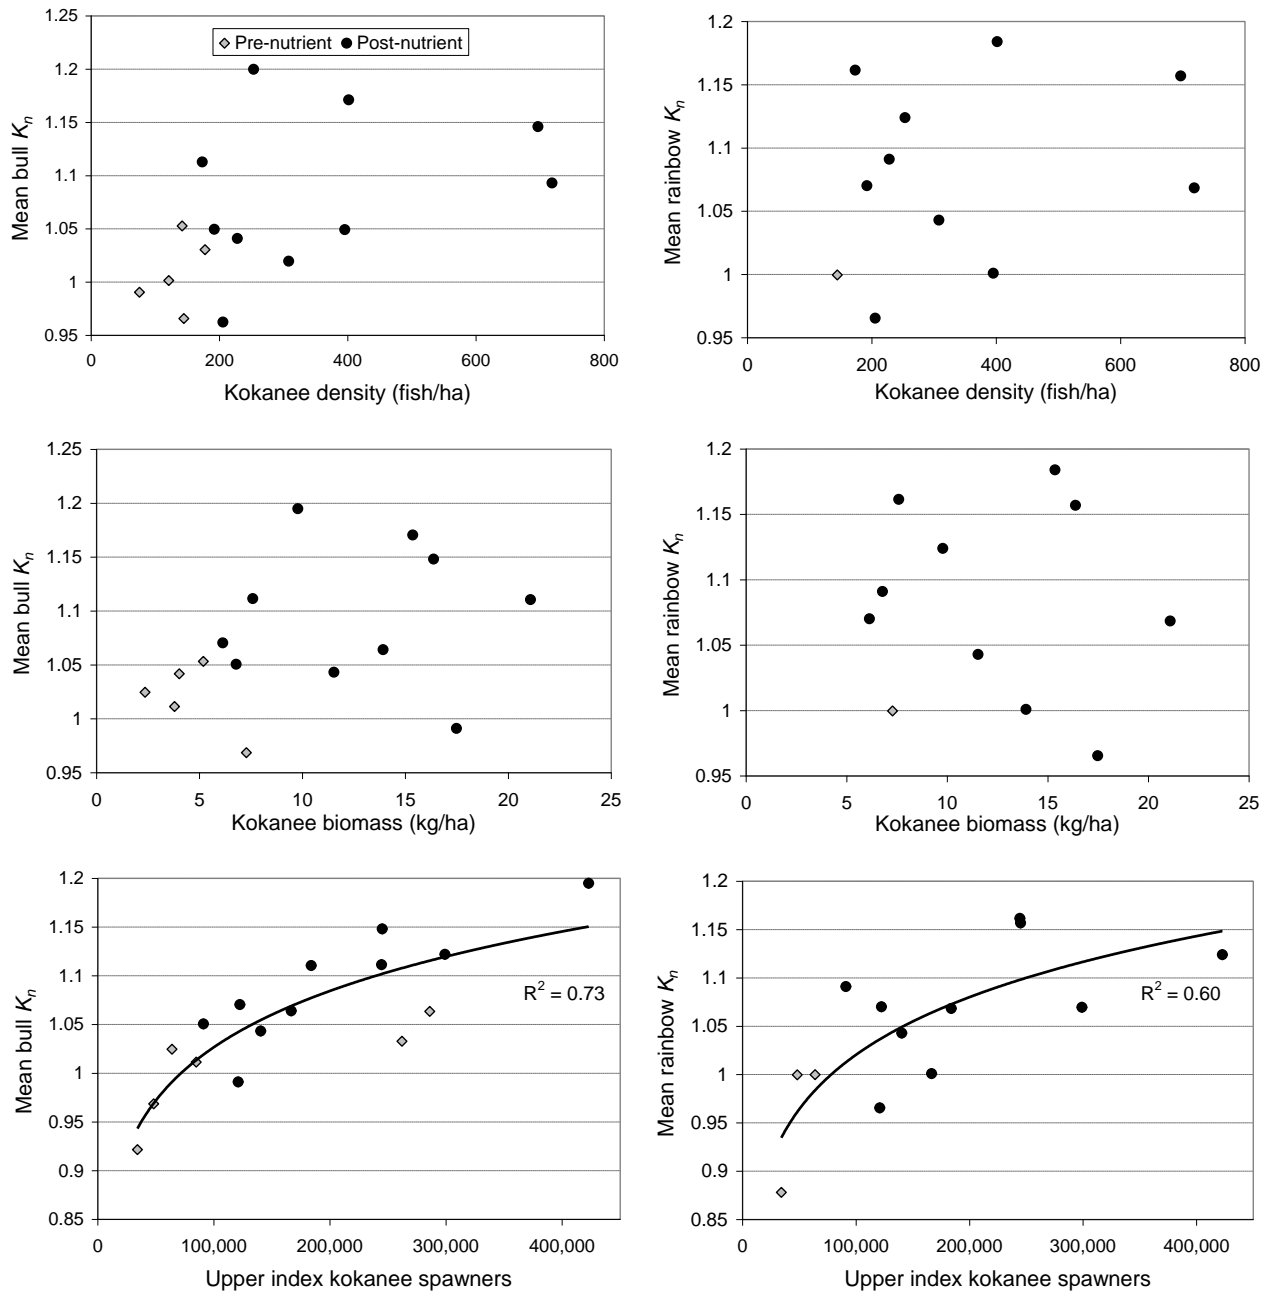 1.25
1.2
1.15
1.1
1.05
1
0.95
Mean bull Kn
Pre-nutrient Post-nutrient
0 200 400 600 800
Kokanee density (fish/ha)
1.2
1.15
1.1
1.05
1
0.95
Mean rainbow Kn
0 200 400 600 800
Kokanee density (fish/ha)
1.25
1.2
1.15
1.1
1.05
1
0.95
Mean bull Kn
0 5 10 15 20 25
Kokanee biomass (kg/ha)
1.2
1.15
1.1
1.05
1
0.95
Mean rainbow Kn
0 5 10 15 20 25
Kokanee biomass (kg/ha)
1.2
1.15
1.1
1.05
1
0.95
0.9
0.85
Mean bull Kn
R2 = 0.73
0 100,000 200,000 300,000 400,000
Upper index kokanee spawners
1.2
1.15
1.1
1.05
1
0.95
0.9
0.85
Mean rainbow Kn
R2 = 0.60
0 100,000 200,000 300,000 400,000
Upper index kokanee spawners